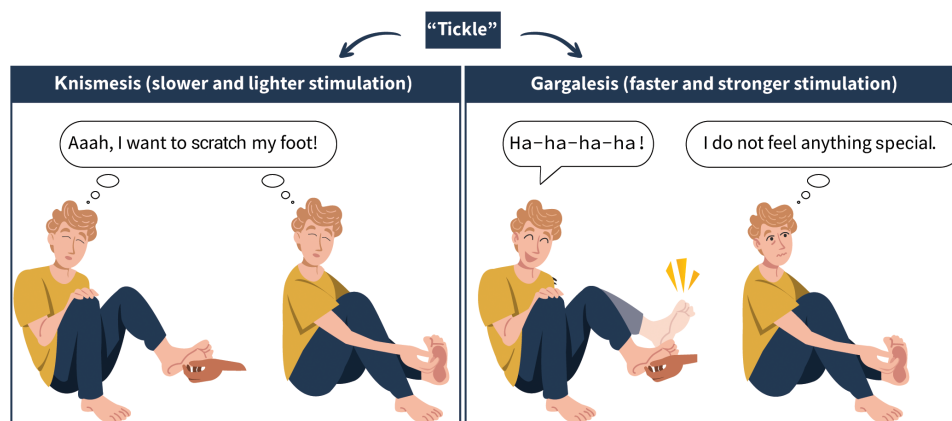 “Tickle”
Knismesis (slower and lighter stimulation)
Gargalesis (faster and stronger stimulation)
Aaah, I want to scratch my foot!
Ha-ha-ha-ha!
I do not feel anything special.